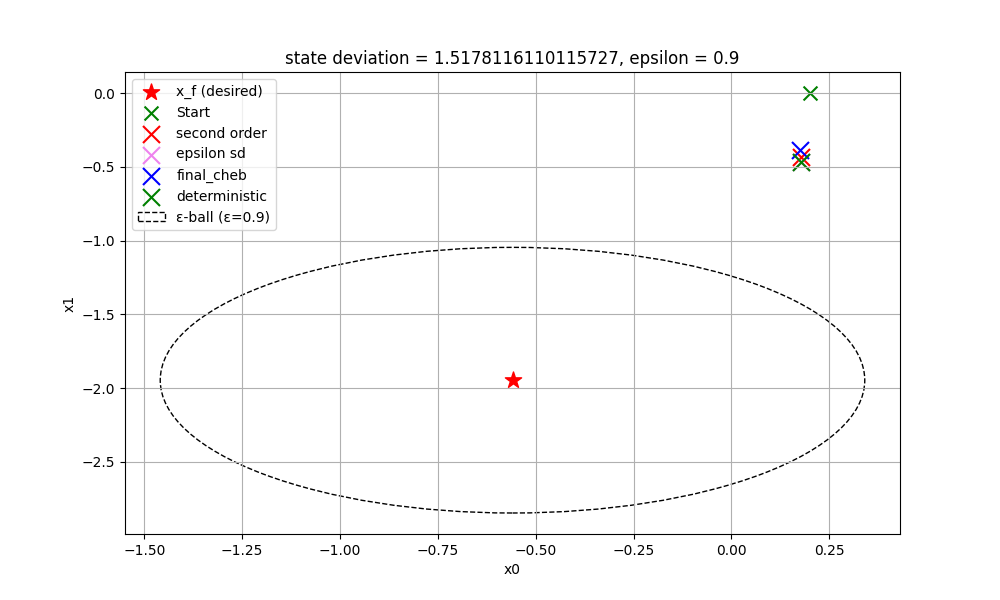 state deviation = 1.5178116110115727, epsilon = 0.9
x_f (desired)
Start
second order
epsilon sd
final_cheb
deterministic
ε-ball (ε=0.9)
0.0
−0.5
−1.0
−1.5
−2.0
−2.5
x1
−1.50
−1.25
−1.00
−0.75
−0.50
−0.25
0.00
0.25
x0